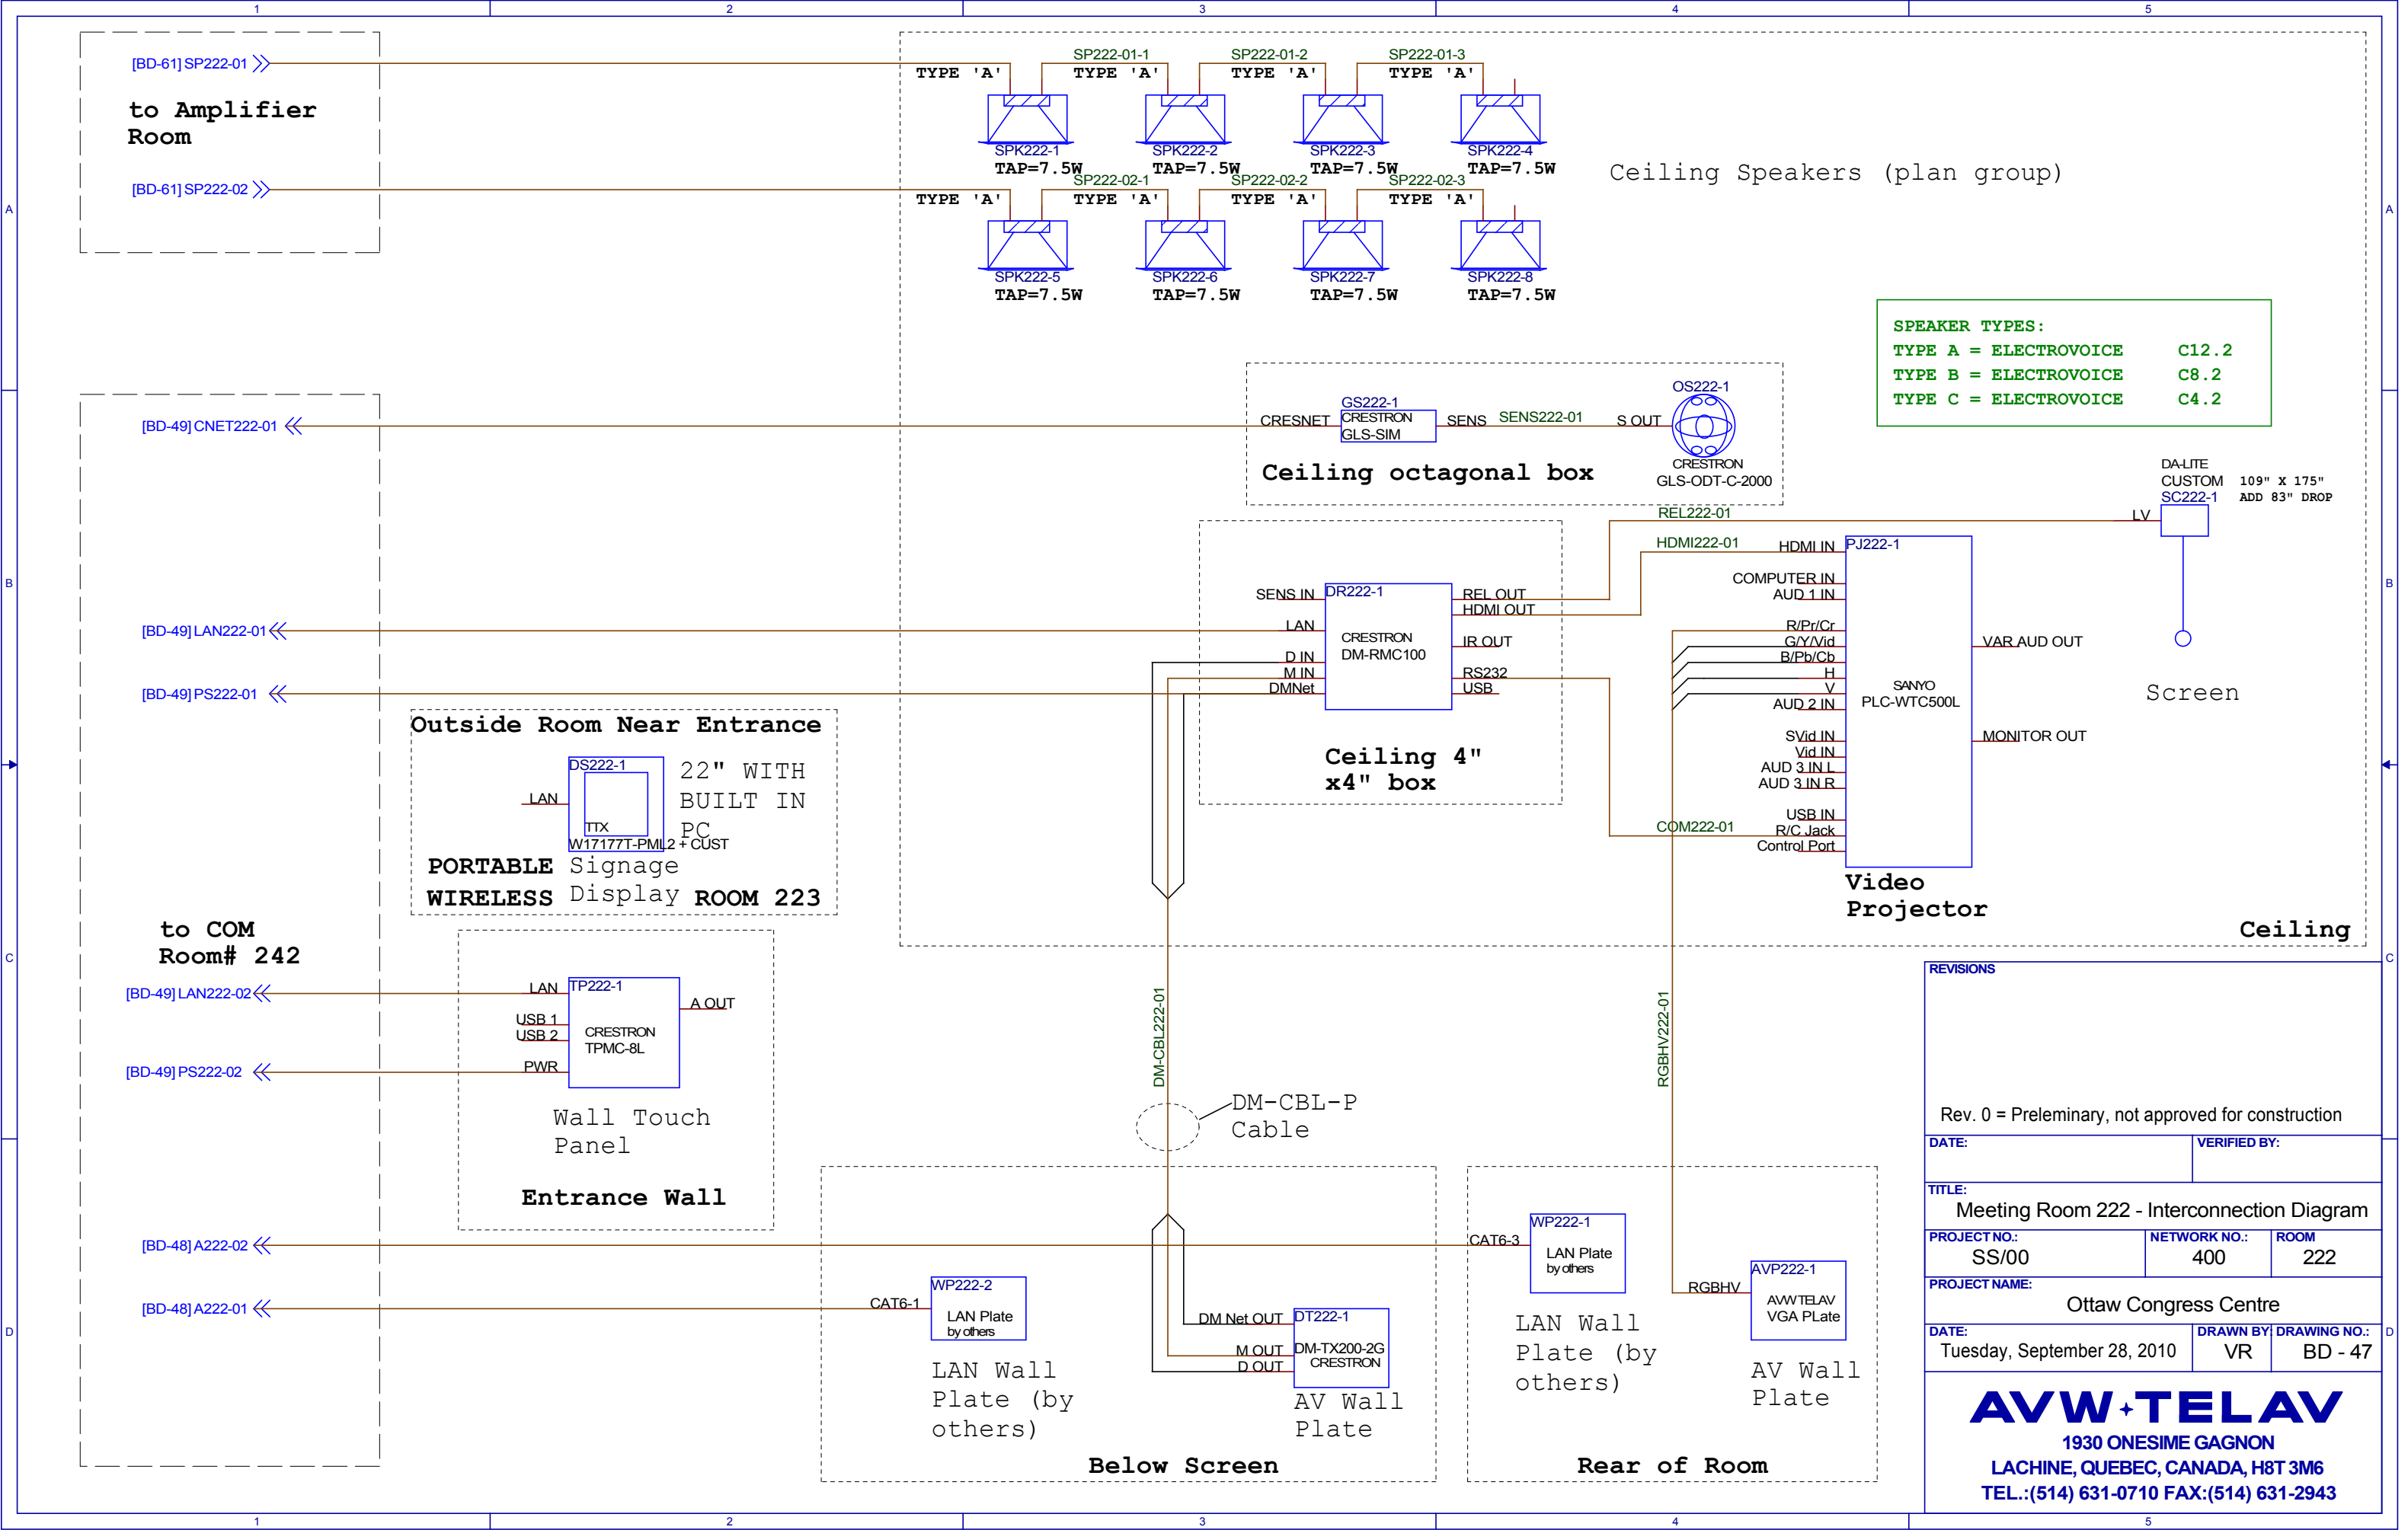 1
2
3
4
5
[BD-61] SP222-01
to Amplifier
Room
[BD-61] SP222-02
SP222-01-1
SP222-01-2
SP222-01-3
TYPE 'A'
TYPE 'A'
TYPE 'A'
TYPE 'A'
SPK222-1
SPK222-2
SPK222-3
SPK222-4
TAP=7.5W
TAP=7.5W
TAP=7.5W
TAP=7.5W
Ceiling Speakers (plan group)
SP222-02-1
SP222-02-2
SP222-02-3
TYPE 'A'
TYPE 'A'
TYPE 'A'
TYPE 'A'
SPK222-5
SPK222-6
SPK222-7
SPK222-8
TAP=7.5W
TAP=7.5W
TAP=7.5W
TAP=7.5W
A
A
SPEAKER TYPES:
TYPE A = ELECTROVOICE C12.2
TYPE B = ELECTROVOICE C8.2
TYPE C = ELECTROVOICE C4.2
[BD-49] CNET222-01
CRESNET
GS222-1
CRESTRON
GLS-SIM
SENS
SENS222-01
S OUT
OS222-1
CRESTRON
GLS-ODT-C-2000
Ceiling octagonal box
DA-LITE
CUSTOM
SC222-1
109" X 175"
ADD 83" DROP
LV
Screen
REL222-01
HDMI222-01
B
B
[BD-49] LAN222-01
[BD-49] PS222-01
SENS IN
LAN
D IN
M IN
DMNet
DR222-1
CRESTRON
DM-RMC100
REL OUT
HDMI OUT
IR OUT
RS232
USB
Ceiling 4"
x4" box
HDMI IN
COMPUTER IN
AUD 1 IN
R/Pr/Cr
G/Y/Vid
B/Pb/Cb
H
V
AUD 2 IN
SVid IN
Vid IN
AUD 3 IN L
AUD 3 IN R
USB IN
R/C Jack
Control Port
COM222-01
PJ222-1
SANYO
PLC-WTC500L
VAR AUD OUT
MONITOR OUT
Video
Projector
Ceiling
Outside Room Near Entrance
LAN
DS222-1
TTX
W17177T-PML2 + CUST
22" WITH
BUILT IN
PC
PORTABLE
WIRELESS
Signage
Display
ROOM 223
to COM
Room# 242
C
C
[BD-49] LAN222-02
[BD-49] PS222-02
LAN
USB 1
USB 2
PWR
TP222-1
CRESTRON
TPMC-8L
A OUT
Wall Touch
Panel
Entrance Wall
DM-CBL222-01
DM-CBL-P
Cable
RGBHV222-01
[BD-48] A222-02
[BD-48] A222-01
CAT6-1
WP222-2
LAN Plate
by others
LAN Wall
Plate (by
others)
DM Net OUT
M OUT
D OUT
DT222-1
DM-TX200-2G
CRESTRON
AV Wall
Plate
Below Screen
CAT6-3
WP222-1
LAN Plate
by others
LAN Wall
Plate (by
others)
RGBHV
AVP222-1
AVW TELAV
VGA Plate
AV Wall
Plate
Rear of Room
D
D
REVISIONS
Rev. 0 = Preleminary, not approved for construction
DATE:
VERIFIED BY:
TITLE:
Meeting Room 222 - Interconnection Diagram
PROJECT NO.:
SS/00
NETWORK NO.:
400
ROOM
222
PROJECT NAME:
Ottaw Congress Centre
DATE:
Tuesday, September 28, 2010
DRAWN BY:
VR
DRAWING NO.:
BD - 47
AVW TELAV
1930 ONESIME GAGNON
LACHINE, QUEBEC, CANADA, H8T 3M6
TEL.:(514) 631-0710 FAX:(514) 631-2943
1
2
3
4
5